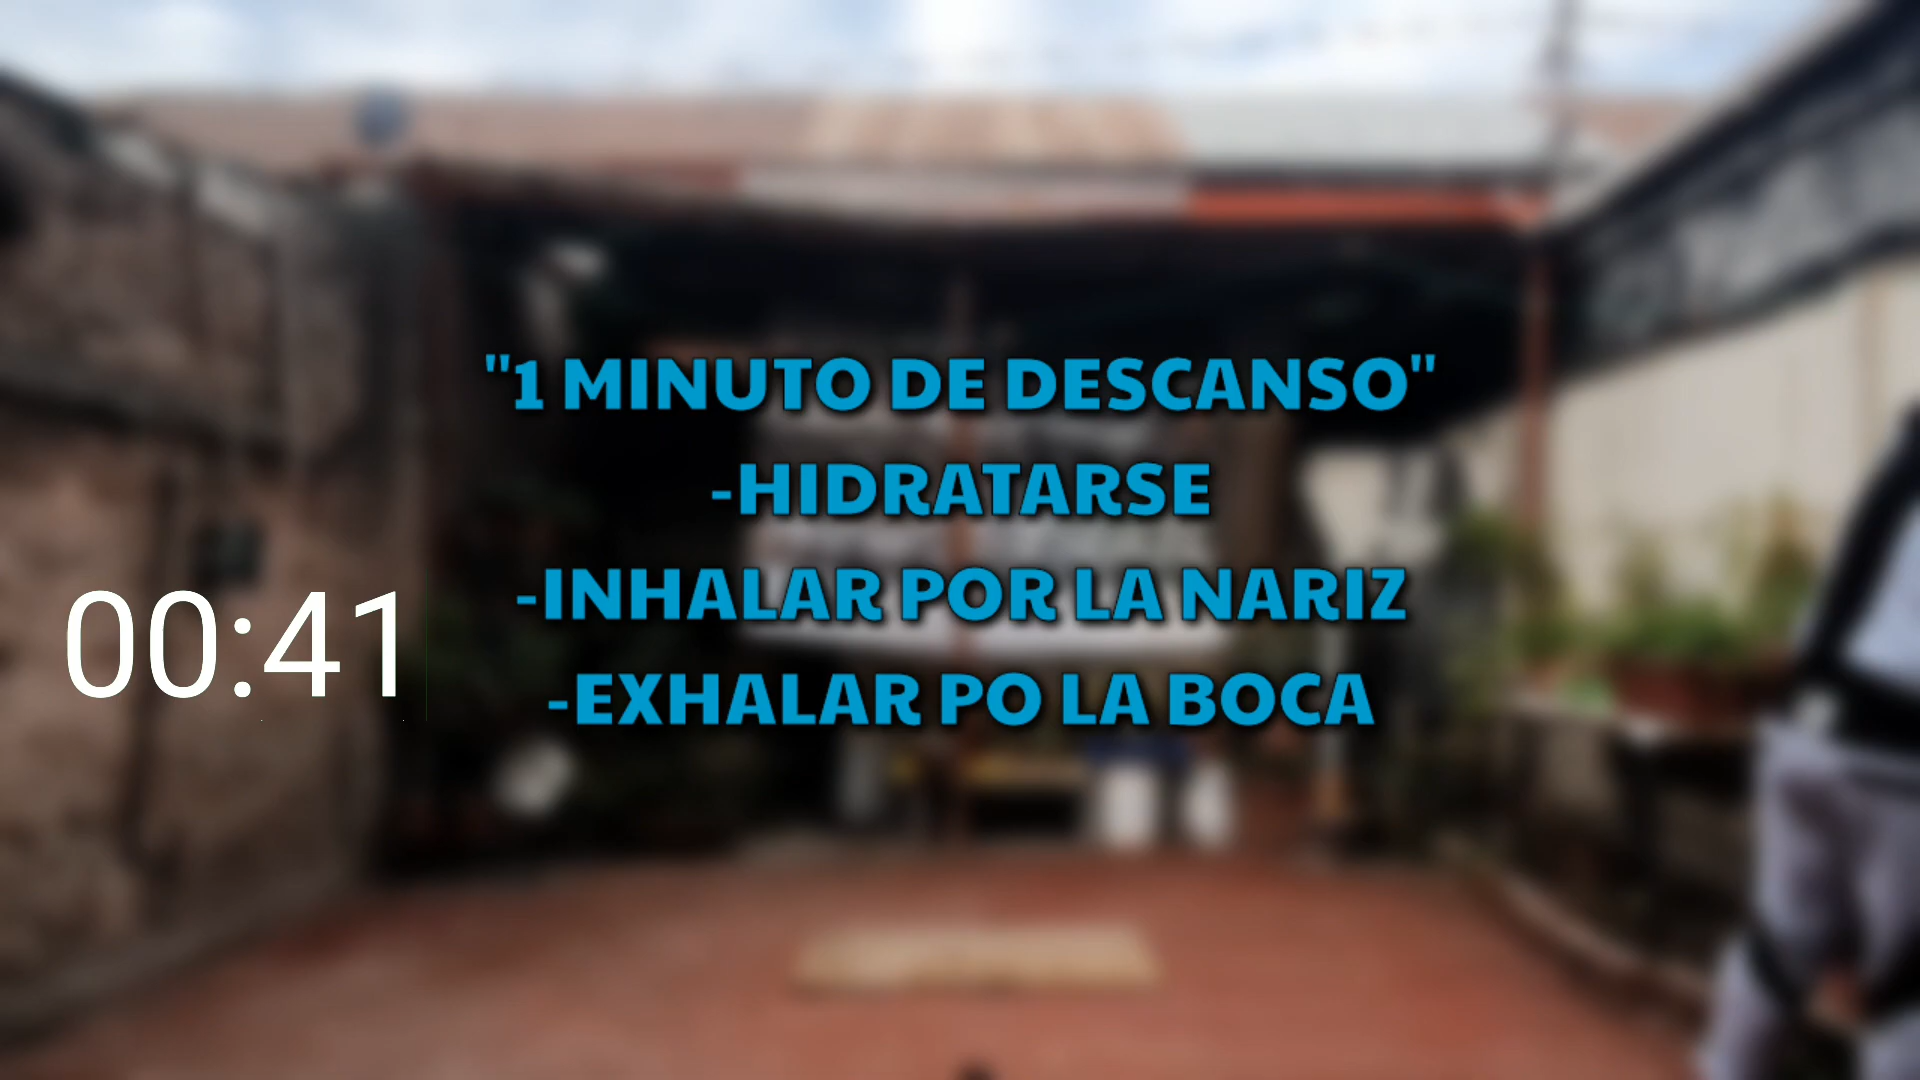 "1 MINUTO DE DESCANSO"
-HIDRATARSE
-INHALAR POR LA NARIZ
00:41
-EXHALAR PO LA BOCA